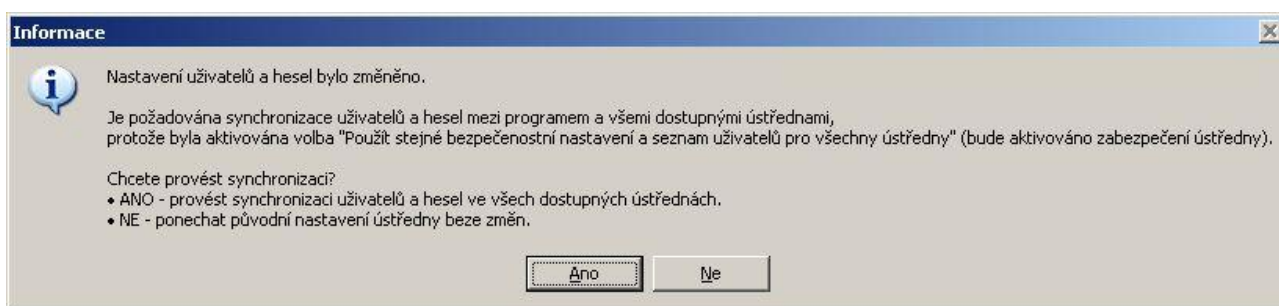 Informace
Nastavení uživatelů a hesel bylo změněno.
Je požadována synchronizace uživatelů a hesel mezi programem a všemi dostupnými ústřednami,
protože byla aktivována volba "Použít stejné bezpečenostní nastavení a seznam uživatelů pro všechny ústředny" (bude aktivováno zabezpečení ústředny).
Chcete provést synchronizaci?
• ANO - provést synchronizaci uživatelů a hesel ve všech dostupných ústřednách.
• NE - ponechat původní nastavení ústředny beze změn.
Ano Ne